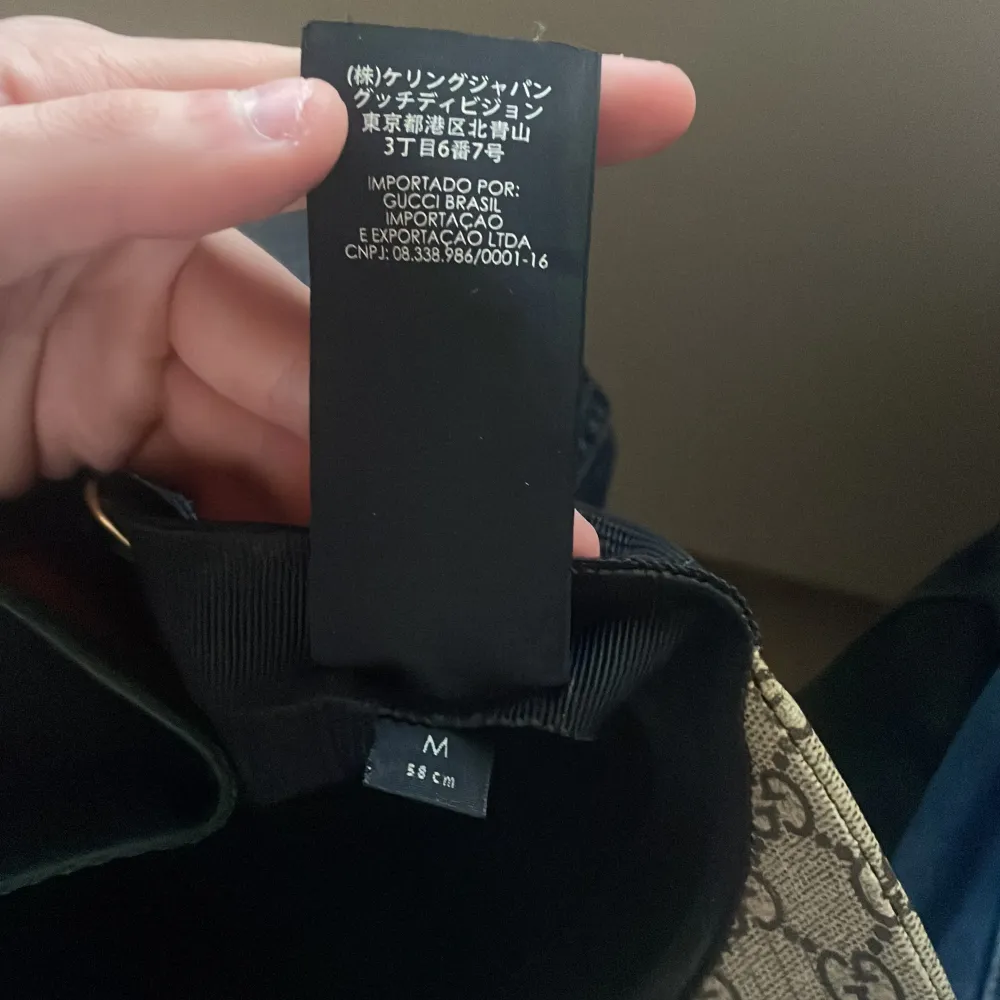 (株)ケリングジャパン
グッチディビジョン
東京都港区北青山
3丁目6番7号
IMPORTADO POR:
GUCCI BRASIL
IMPORTAÇAO
E EXPORTAÇAO LTDA
CNPJ: 08.338.986/0001-16
M
58 cm